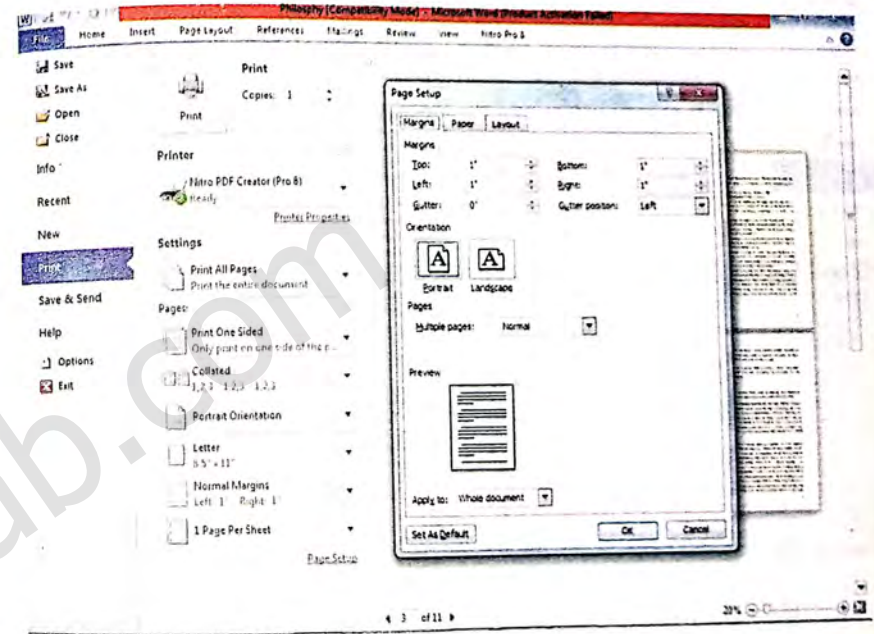 Philosphy [Compatibility Mode] - Microsoft Word (Product Activation Failed)
File Home Insert Page Layout References Mailings Review View Nitro Pro 8
Save
Save As
Open
Close
Info
Recent
New
Print
Save & Send
Help
Options
Exit
Print
Copies: 1
Print
Printer
Nitro PDF Creator (Pro 8)
Ready
Printer Properties
Settings
Print All Pages
Print the entire document
Pages:
Print One Sided
Only print on one side of the p...
Collated
1,2,3 1,2,3 1,2,3
Portrait Orientation
Letter
8.5" x 11"
Normal Margins
Left: 1" Right: 1"
1 Page Per Sheet
Page Setup
Page Setup
Margins Paper Layout
Margins
Top: 1" Bottom: 1"
Left: 1" Right: 1"
Gutter: 0" Gutter position: Left
Orientation
Portrait Landscape
Pages
Multiple pages: Normal
Preview
Apply to: Whole document
Set As Default OK Cancel
3 of 11
20%
ab.com